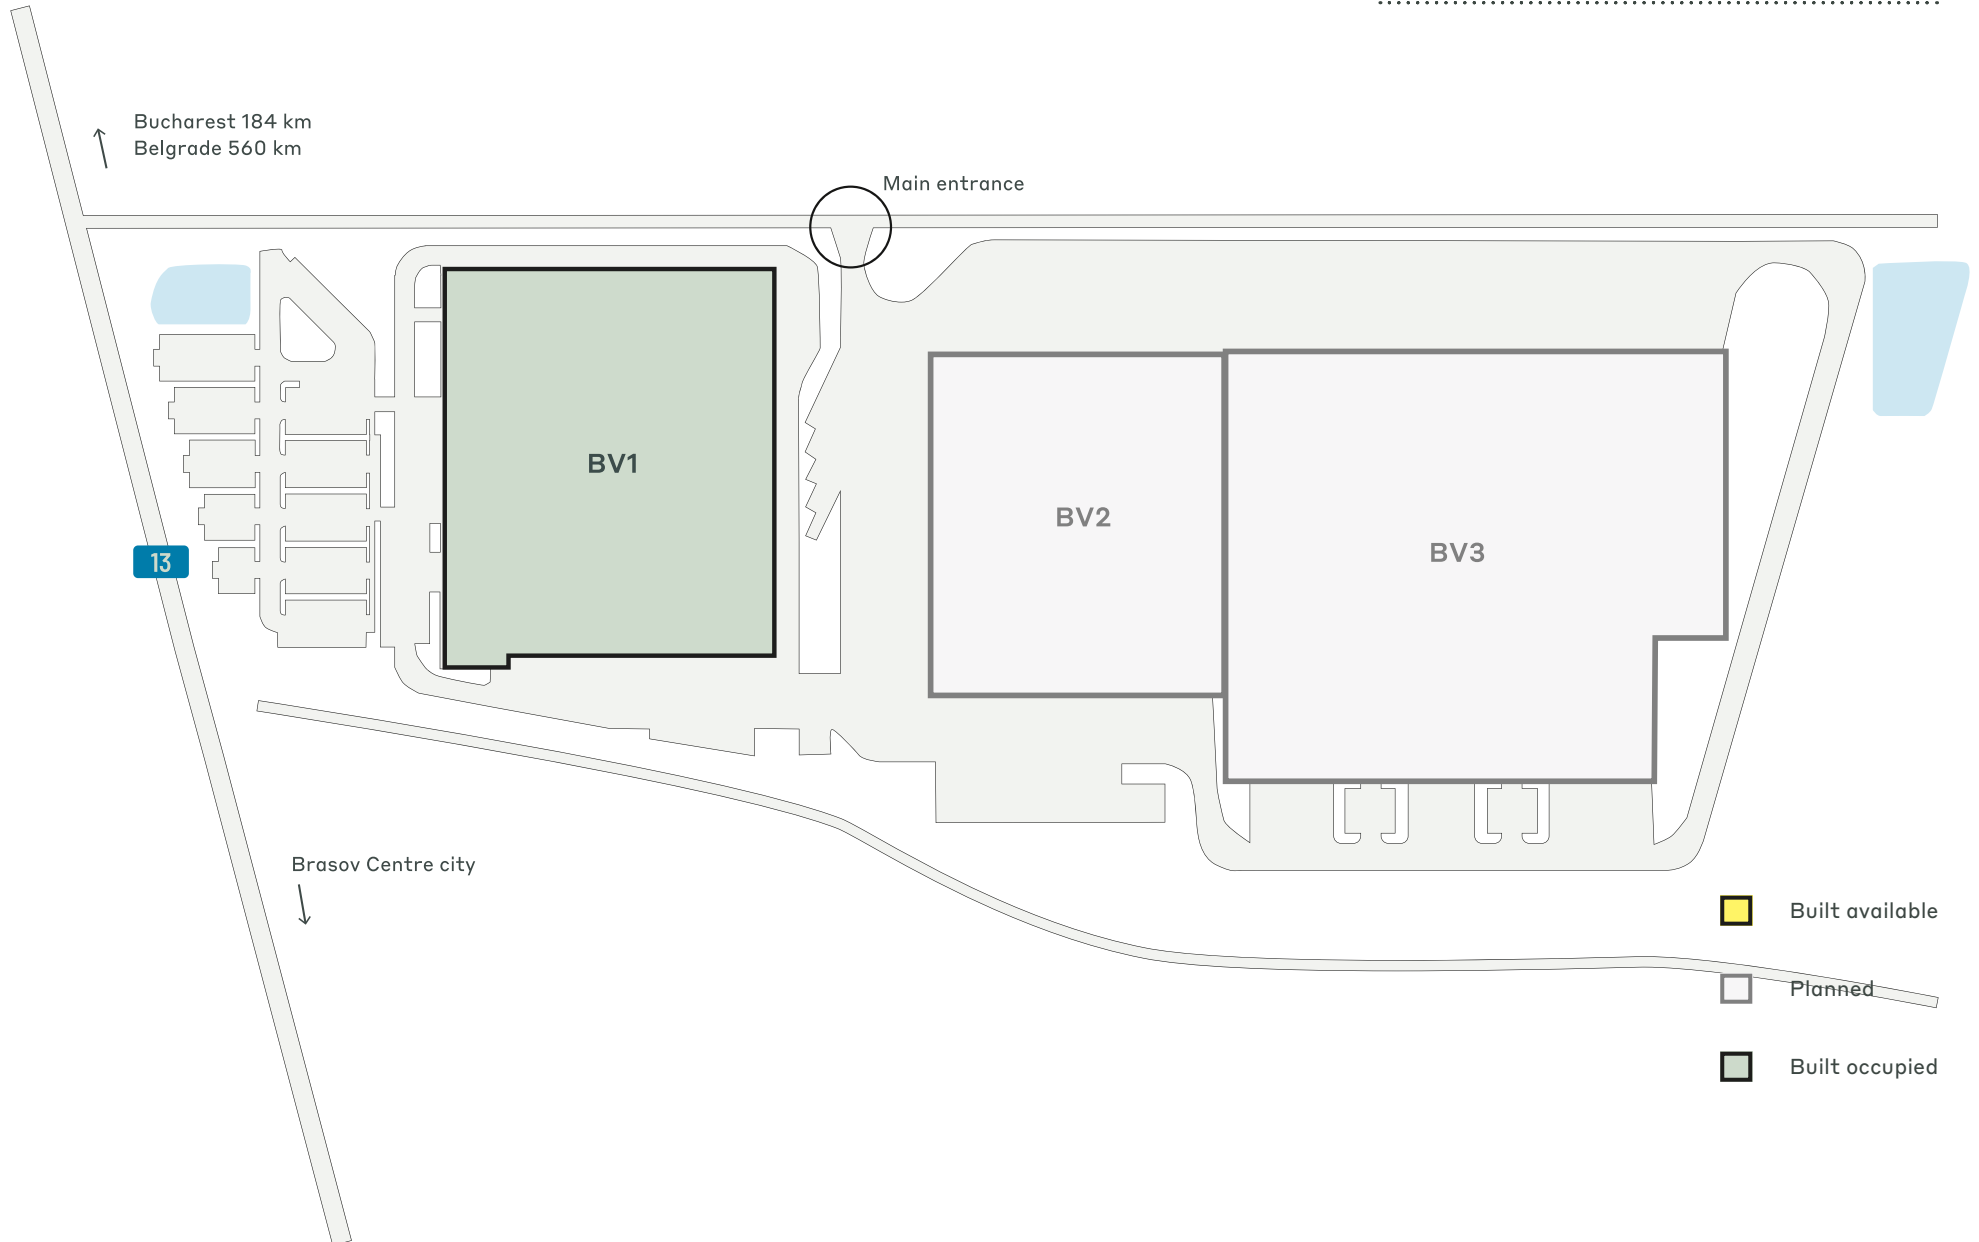 Bucharest 184 km
Belgrade 560 km
Main entrance
BV1
BV2
BV3
13
Brasov Centre city
Built available
Planned
Built occupied